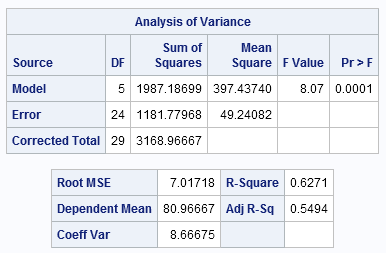 Analysis of Variance
Source DF Sum of Squares Mean Square F Value Pr > F
Model 5 1987.18699 397.43740 8.07 0.0001
Error 24 1181.77968 49.24082
Corrected Total 29 3168.96667
Root MSE 7.01718 R-Square 0.6271
Dependent Mean 80.96667 Adj R-Sq 0.5494
Coeff Var 8.66675